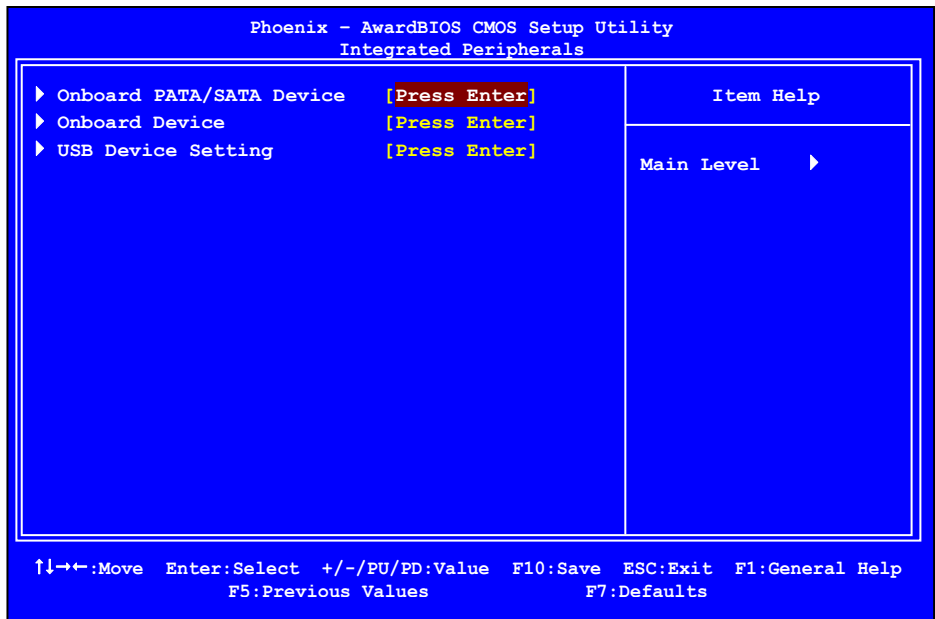 Phoenix – AwardBIOS CMOS Setup Utility
Integrated Peripherals
Onboard PATA/SATA Device [Press Enter]
Onboard Device [Press Enter]
USB Device Setting [Press Enter]
Item Help
Main Level
↑↓→←:Move Enter:Select +/-/PU/PD:Value F10:Save ESC:Exit F1:General Help
F5:Previous Values F7:Defaults